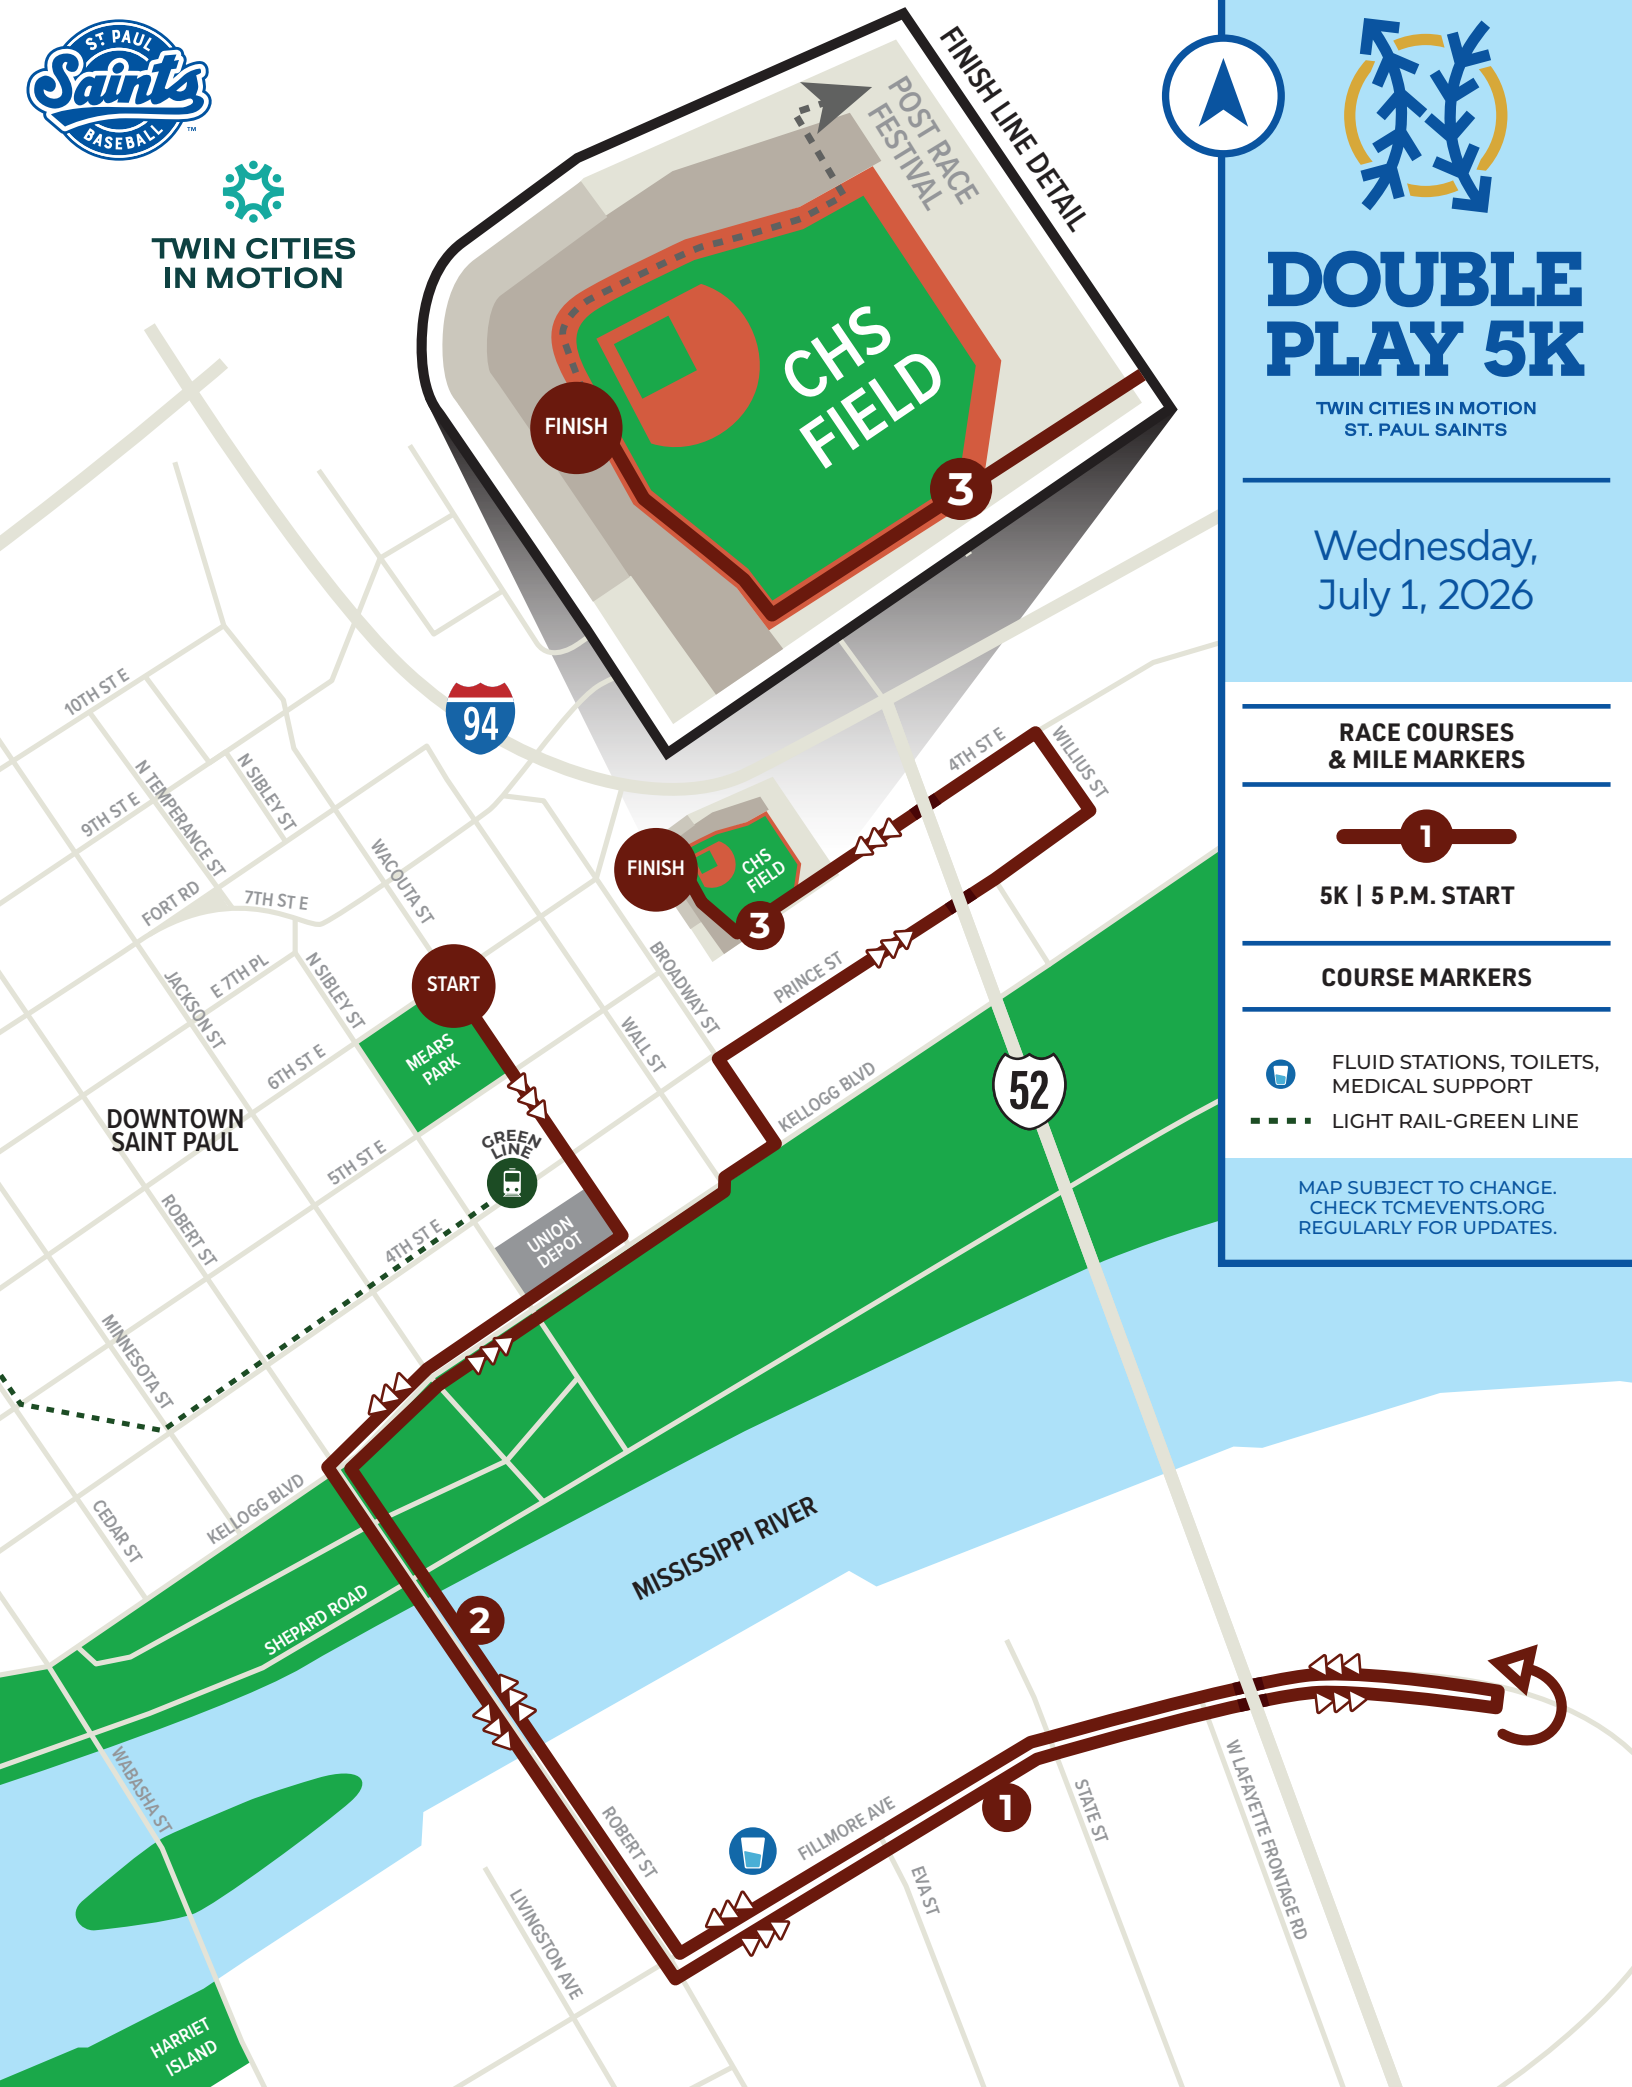 ST. PAUL
Saints
BASEBALL
TM
TWIN CITIES
IN MOTION
FINISH LINE DETAIL
POST RACE
FESTIVAL
CHS
FIELD
FINISH
3
DOUBLE
PLAY 5K
TWIN CITIES IN MOTION
ST. PAUL SAINTS
Wednesday,
July 1, 2026
RACE COURSES
& MILE MARKERS
1
5K | 5 P.M. START
COURSE MARKERS
FLUID STATIONS, TOILETS,
MEDICAL SUPPORT
LIGHT RAIL-GREEN LINE
MAP SUBJECT TO CHANGE.
CHECK TCMEVENTS.ORG
REGULARLY FOR UPDATES.
10TH ST E
94
N TEMPERANCE ST
N SIBLEY ST
9TH ST E
4TH ST E
WILLIUS ST
WACOUTA ST
FINISH
CHS
FIELD
3
FORT RD
7TH ST E
BROADWAY ST
PRINCE ST
JACKSON ST
E 7TH PL
N SIBLEY ST
START
MEARS
PARK
WALL ST
6TH ST E
KELLOGG BLVD
52
DOWNTOWN
SAINT PAUL
5TH ST E
GREEN
LINE
ROBERT ST
4TH ST E
UNION
DEPOT
MINNESOTA ST
CEDAR ST
KELLOGG BLVD
MISSISSIPPI RIVER
SHEPARD ROAD
2
WABASHA ST
ROBERT ST
FILLMORE AVE
1
STATE ST
W LAFAYETTE FRONTAGE RD
LIVINGSTON AVE
EVA ST
HARRIET
ISLAND